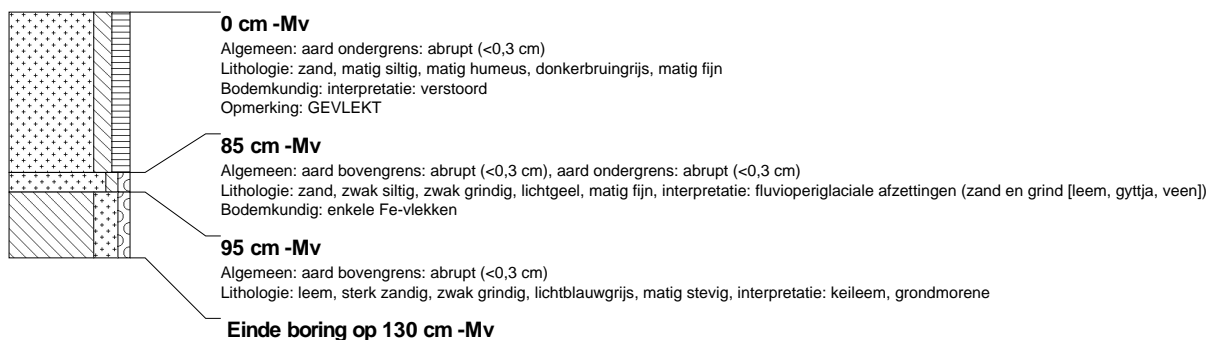 0 cm -Mv
Algemeen: aard ondergrens: abrupt (<0,3 cm)
Lithologie: zand, matig siltig, matig humeus, donkerbruingrijs, matig fijn
Bodemkundig: interpretatie: verstoord
Opmerking: GEVLEKT
85 cm -Mv
Algemeen: aard bovengrens: abrupt (<0,3 cm), aard ondergrens: abrupt (<0,3 cm)
Lithologie: zand, zwak siltig, zwak grindig, lichtgeel, matig fijn, interpretatie: fluvioperiglaciale afzettingen (zand en grind [leem, gyttja, veen])
Bodemkundig: enkele Fe-vlekken
95 cm -Mv
Algemeen: aard bovengrens: abrupt (<0,3 cm)
Lithologie: leem, sterk zandig, zwak grindig, lichtblauwgrijs, matig stevig, interpretatie: keileem, grondmorene
Einde boring op 130 cm -Mv